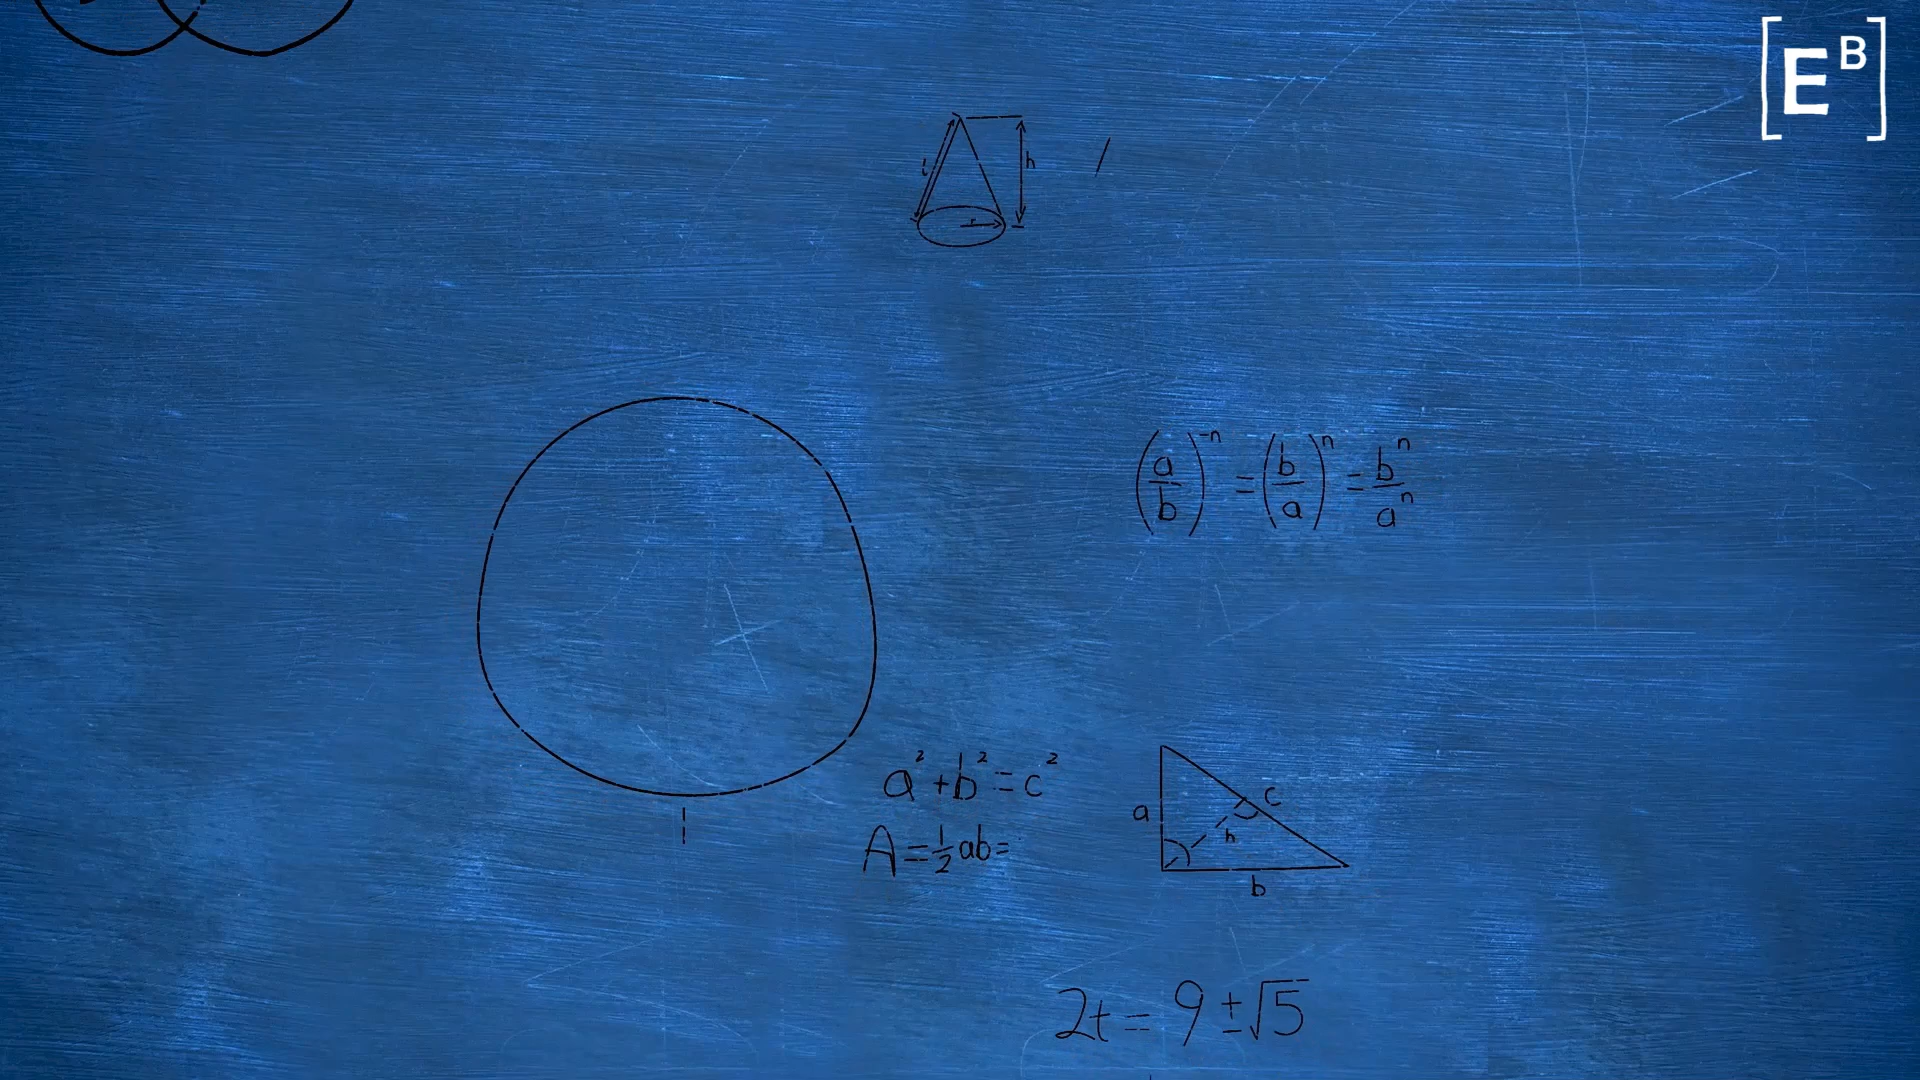 [E^B]
l h
r
(a/b)^-n = (b/a)^n = b^n/a^n
a² + b² = c²
A = ½ab =
a c
h
b
2t = 9 ± √5